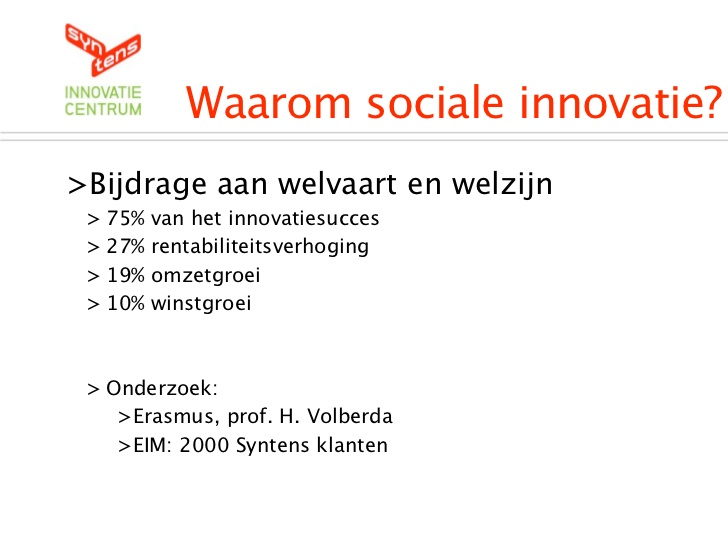 syn
tens
INNOVATIE
CENTRUM
Waarom sociale innovatie?
>Bijdrage aan welvaart en welzijn
> 75% van het innovatiesucces
> 27% rentabiliteitsverhoging
> 19% omzetgroei
> 10% winstgroei
> Onderzoek:
>Erasmus, prof. H. Volberda
>EIM: 2000 Syntens klanten